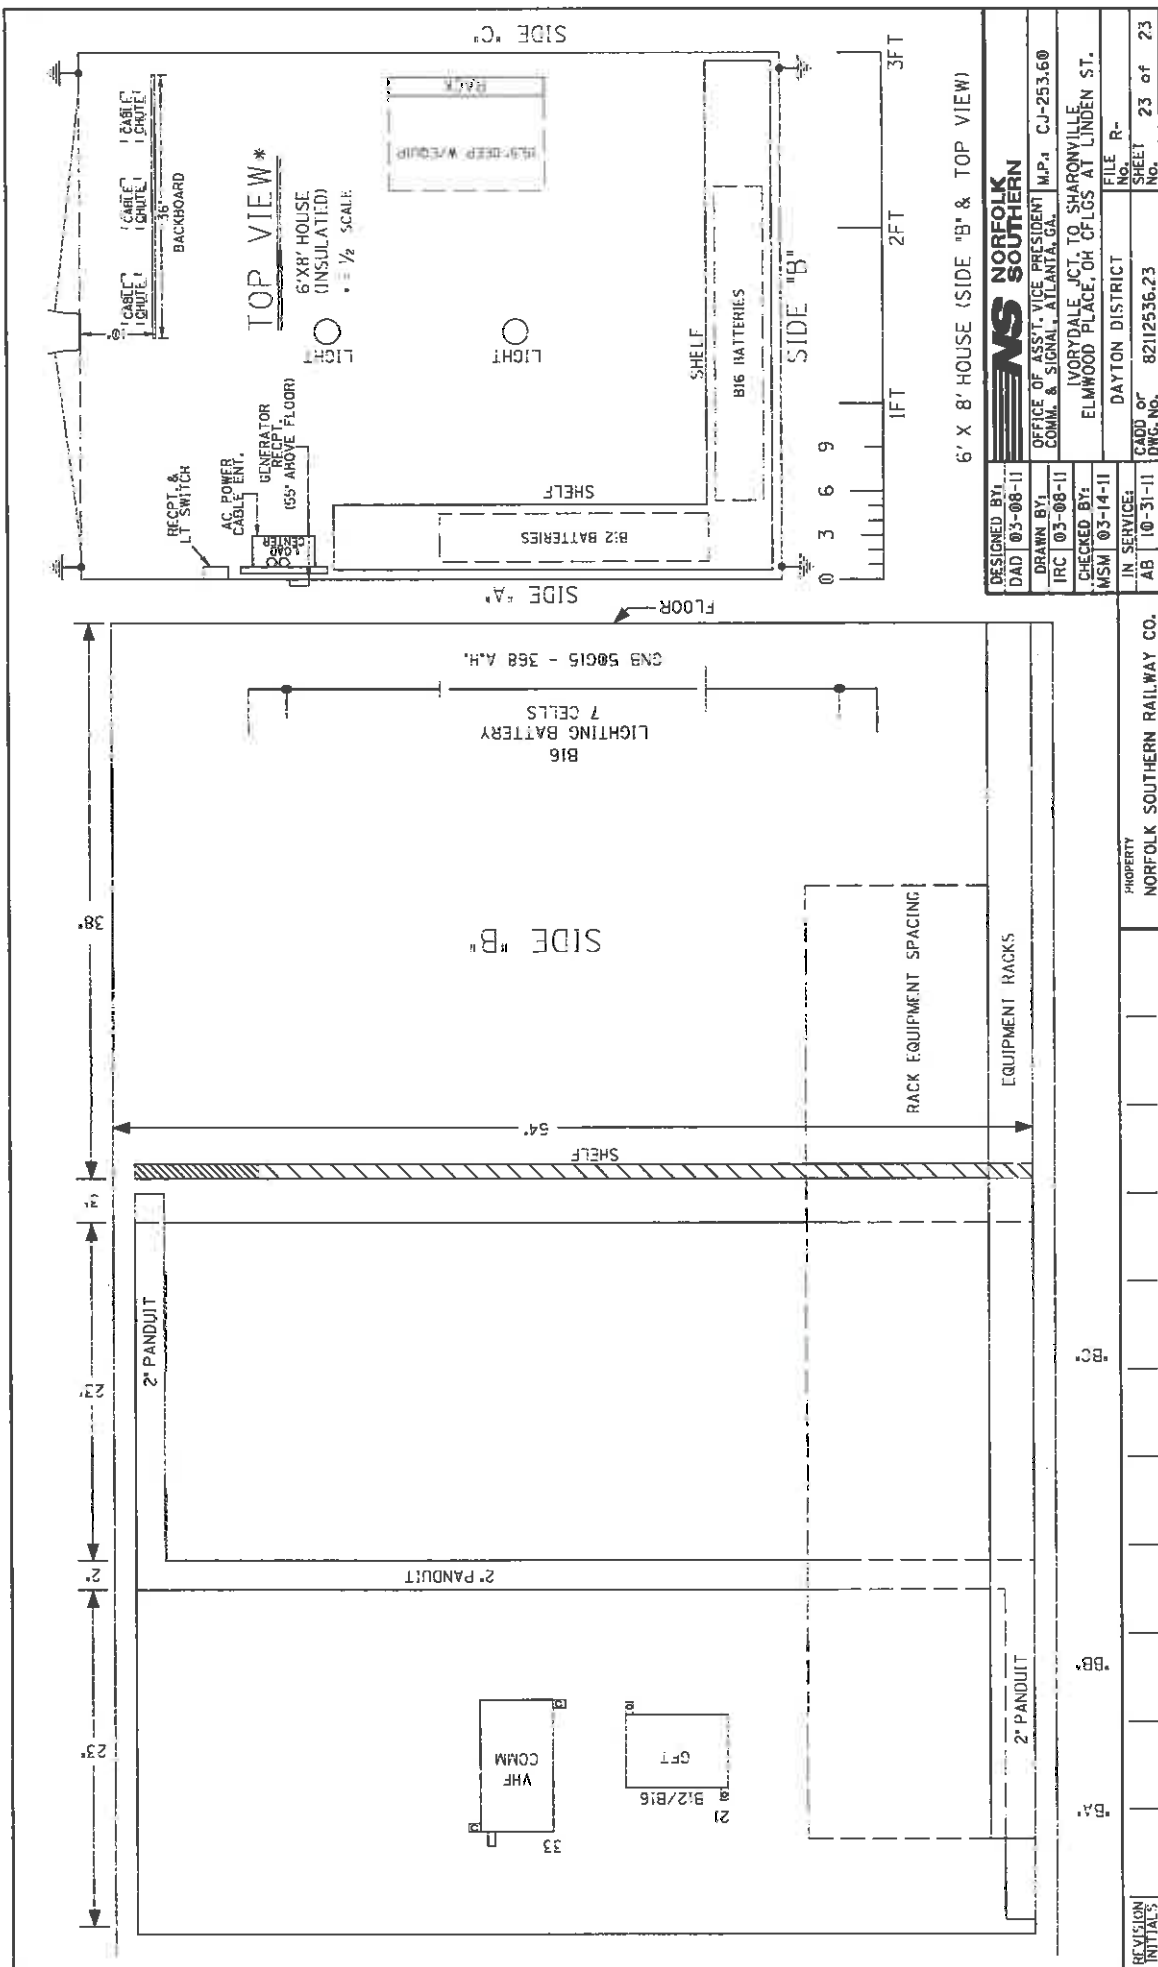 SIDE "C"
CABLE
CHUTE
CABLE
CHUTE
CABLE
CHUTE
36"
BACKBOARD
10"
RACK
TOP VIEW*
6'X8' HOUSE
(INSULATED)
* = 1/2 SCALE
LIGHT
LIGHT
RECPT. &
LT SWITCH
AC POWER
CABLE ENT.
GENERATOR
RECPT.
(55" ABOVE FLOOR)
LOAD
CENTER
SHELF
B12 BATTERIES
SHELF
B16 BATTERIES
SIDE "A"
SIDE "B"
0
3
6
9
1FT
2FT
3FT
6' X 8' HOUSE (SIDE "B" & TOP VIEW)
FLOOR
GNB 50G15 - 368 A.H.
B16
LIGHTING BATTERY
7 CELLS
38"
SIDE "B"
RACK EQUIPMENT SPACING
EQUIPMENT RACKS
54"
SHELF
2" PANDUIT
23"
2"
2" PANDUIT
23"
VHF
COMM
33
GFT
B12/B16
21
2" PANDUIT
"BC"
"BB"
"BA"
DESIGNED BY:
DAD 03-08-11
DRAWN BY:
IRC 03-08-11
CHECKED BY:
MSM 03-14-11
IN SERVICE:
AB 10-31-11
NS NORFOLK
SOUTHERN
OFFICE OF ASS'T. VICE PRESIDENT
COMM. & SIGNAL, ATLANTA, GA.
M.P.: CJ-253.60
IVORYDALE JCT. TO SHARONVILLE
ELMWOOD PLACE, OH CFLGS AT LINDEN ST.
DAYTON DISTRICT
FILE No. R-
CADD or DWG. No. 82112536.23
SHEET No. 23 of 23
PROPERTY
NORFOLK SOUTHERN RAILWAY CO.
REVISION
INITIALS